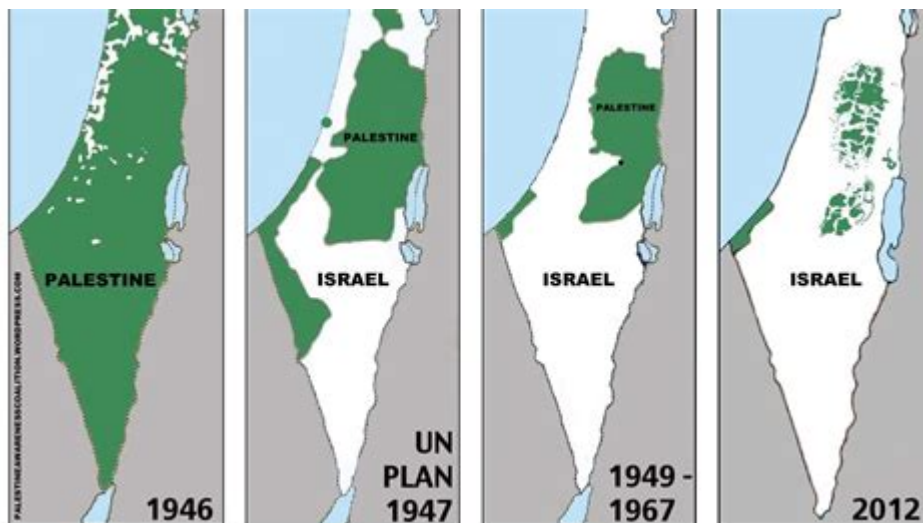 PALESTINEAWARENESSCOALITION.WORDPRESS.COM
PALESTINE
1946
PALESTINE
ISRAEL
UN
PLAN
1947
PALESTINE
ISRAEL
1949 -
1967
ISRAEL
2012